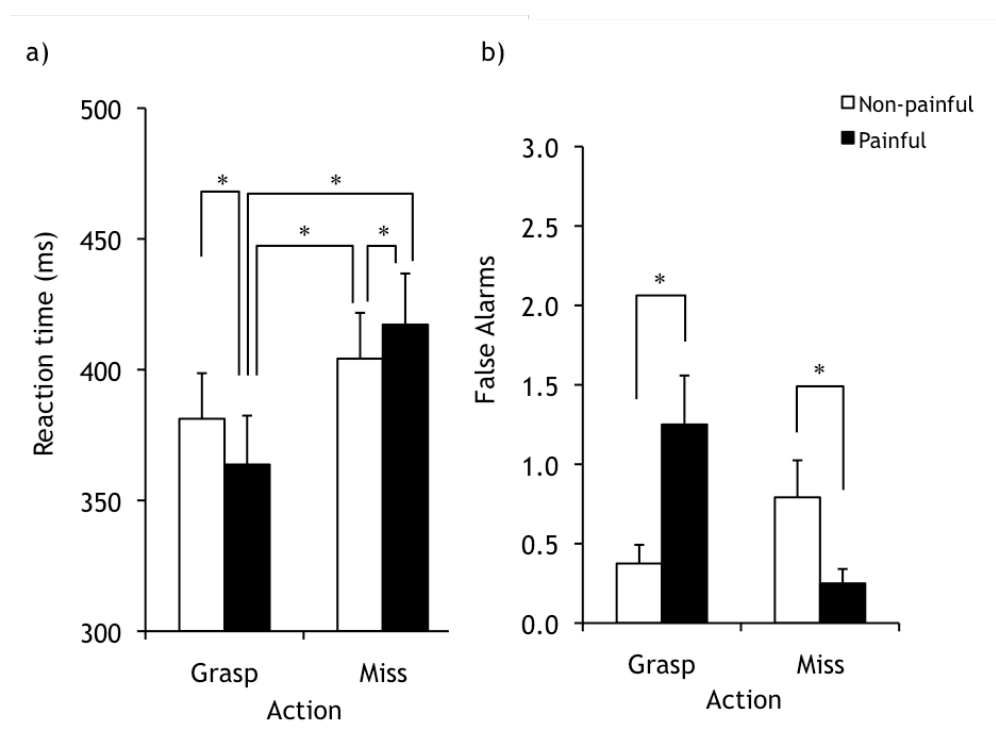 a)
500
450
400
350
300
Reaction time (ms)
*
*
*
*
Grasp
Miss
Action
b)
Non-painful
Painful
3.0
2.5
2.0
1.5
1.0
0.5
0.0
False Alarms
*
*
Grasp
Miss
Action